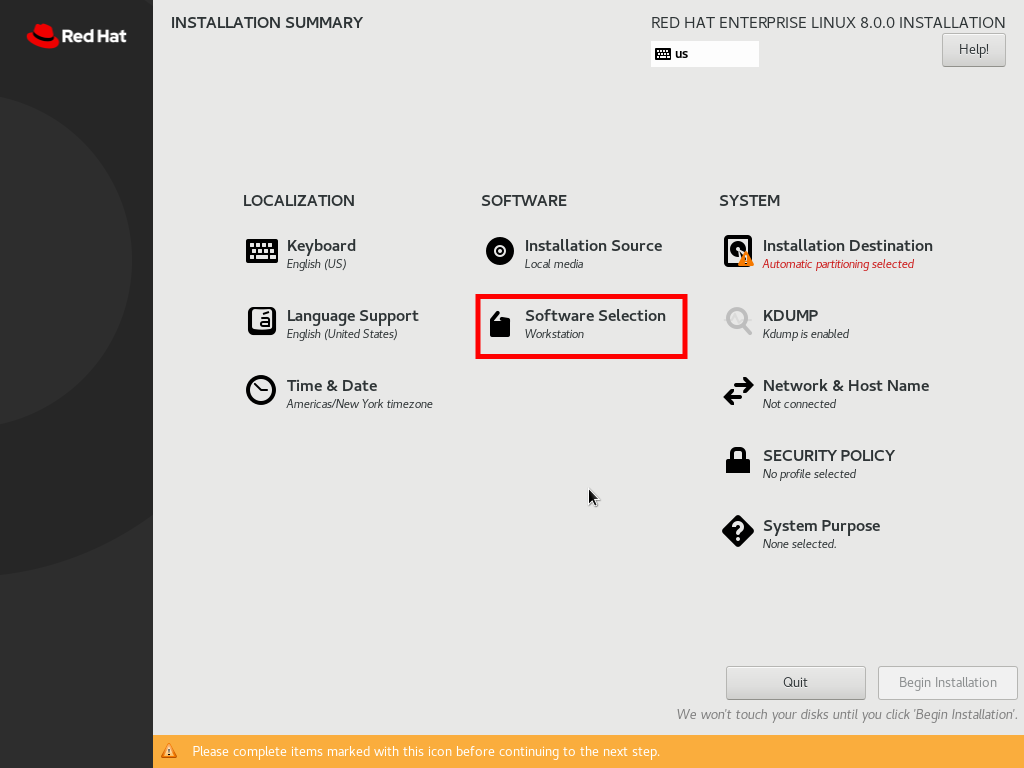 Red Hat
INSTALLATION SUMMARY
RED HAT ENTERPRISE LINUX 8.0.0 INSTALLATION
us
Help!
LOCALIZATION
Keyboard
English (US)
Language Support
English (United States)
Time & Date
Americas/New York timezone
SOFTWARE
Installation Source
Local media
Software Selection
Workstation
SYSTEM
Installation Destination
Automatic partitioning selected
KDUMP
Kdump is enabled
Network & Host Name
Not connected
SECURITY POLICY
No profile selected
System Purpose
None selected.
Quit
Begin Installation
We won't touch your disks until you click 'Begin Installation'.
Please complete items marked with this icon before continuing to the next step.